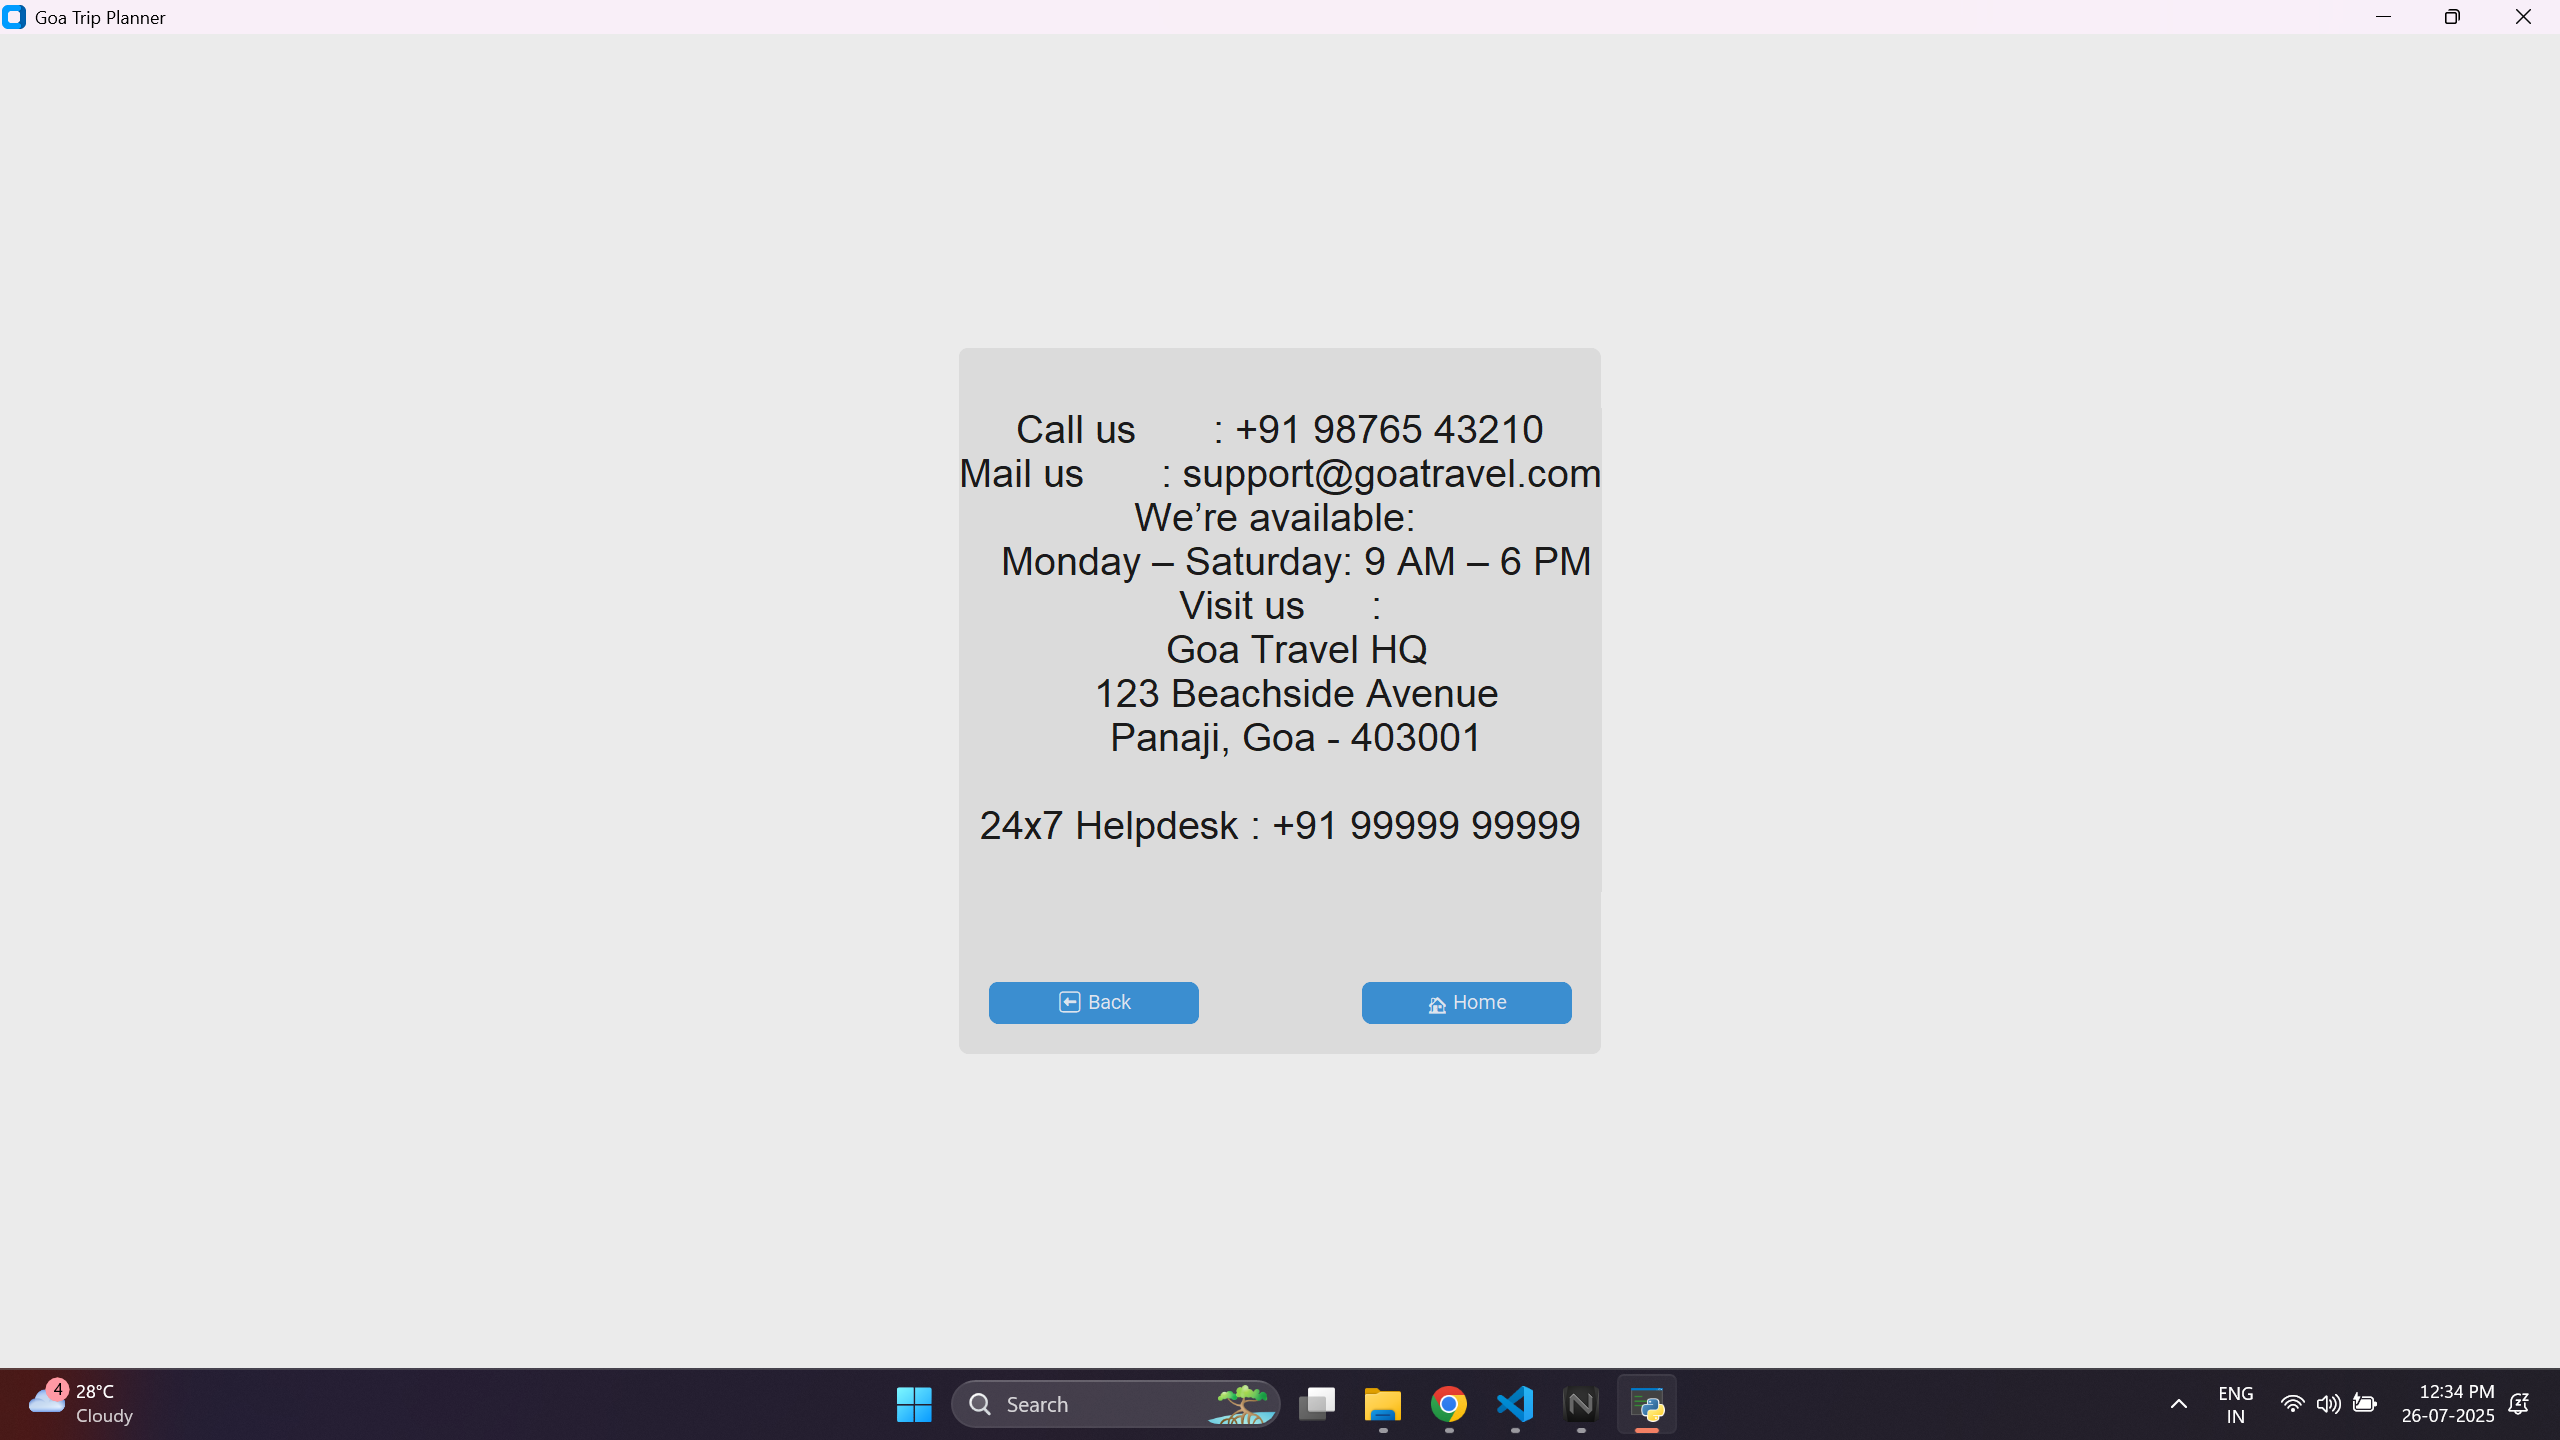 Goa Trip Planner
Call us : +91 98765 43210
Mail us : support@goatravel.com
We’re available:
Monday – Saturday: 9 AM – 6 PM
Visit us :
Goa Travel HQ
123 Beachside Avenue
Panaji, Goa - 403001
24x7 Helpdesk : +91 99999 99999
Back
Home
4
28°C
Cloudy
Search
ENG
IN
12:34 PM
26-07-2025